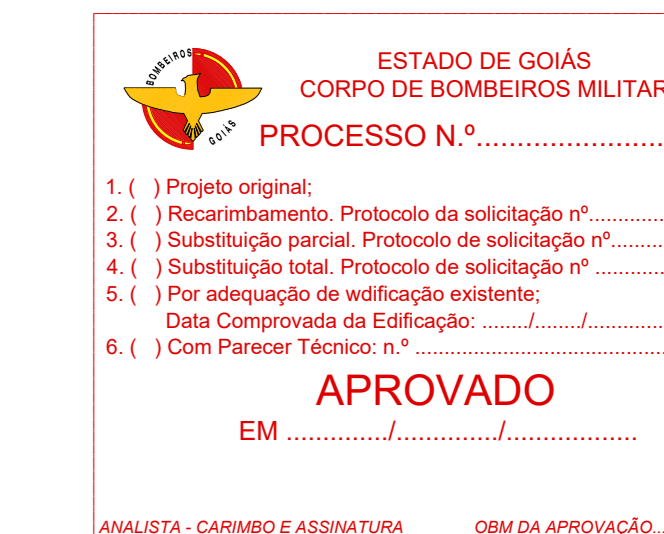 BOMBEIROS
GOIÁS
ESTADO DE GOIÁS
CORPO DE BOMBEIROS MILITAR
PROCESSO N.º.......................
1. (   ) Projeto original;
2. (   ) Recarimbamento. Protocolo da solicitação nº..............
3. (   ) Substituição parcial. Protocolo de solicitação nº..........
4. (   ) Substituição total. Protocolo de solicitação nº .............
5. (   ) Por adequação de wdificação existente;
Data Comprovada da Edificação: ......../......../..............
6. (   ) Com Parecer Técnico: n.º .............................................
APROVADO
EM ............../............../..................
ANALISTA - CARIMBO E ASSINATURA
OBM DA APROVAÇÃO...